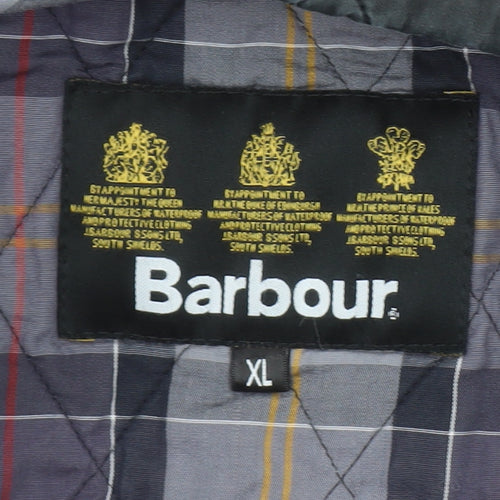 BY APPOINTMENT TO
HER MAJESTY THE QUEEN
MANUFACTURERS OF WATERPROOF
AND PROTECTIVE CLOTHING
J.BARBOUR & SONS LTD,
SOUTH SHIELDS.
BY APPOINTMENT TO
H.R.H. THE DUKE OF EDINBURGH
MANUFACTURERS OF WATERPROOF
AND PROTECTIVE CLOTHING
J.BARBOUR & SONS LTD,
SOUTH SHIELDS.
BY APPOINTMENT TO
H.R.H. THE PRINCE OF WALES
MANUFACTURERS OF WATERPROOF
AND PROTECTIVE CLOTHING
J.BARBOUR & SONS LTD,
SOUTH SHIELDS.
Barbour
XL